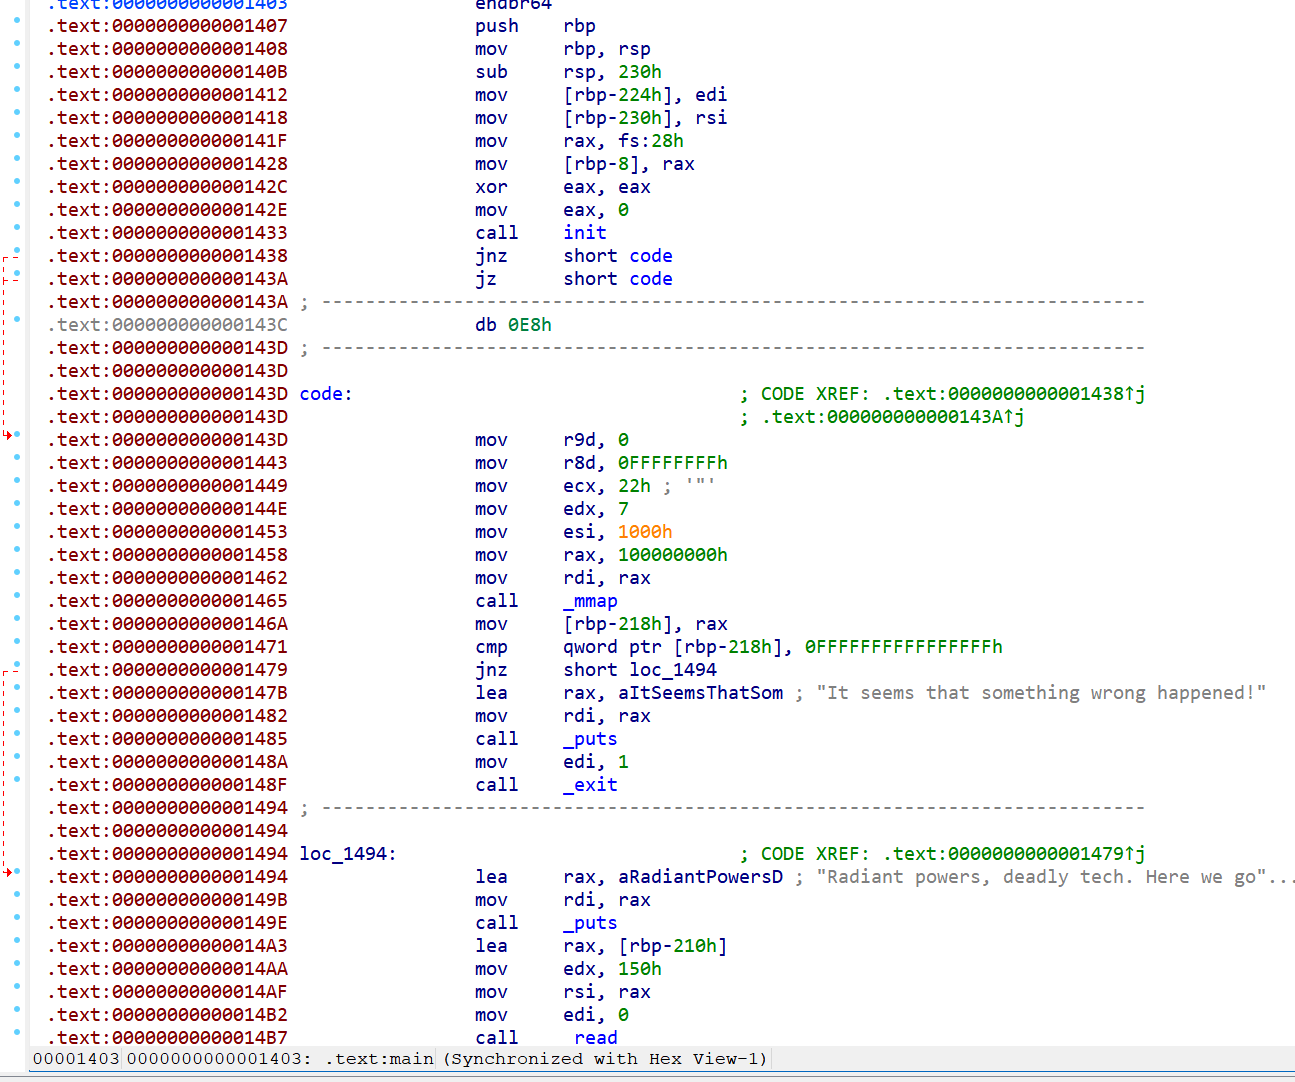 .text:0000000000001403 endbr64
.text:0000000000001407 push rbp
.text:0000000000001408 mov rbp, rsp
.text:000000000000140B sub rsp, 230h
.text:0000000000001412 mov [rbp-224h], edi
.text:0000000000001418 mov [rbp-230h], rsi
.text:000000000000141F mov rax, fs:28h
.text:0000000000001428 mov [rbp-8], rax
.text:000000000000142C xor eax, eax
.text:000000000000142E mov eax, 0
.text:0000000000001433 call init
.text:0000000000001438 jnz short code
.text:000000000000143A jz short code
.text:000000000000143A ; ---------------------------------------------------------------------------
.text:000000000000143C db 0E8h
.text:000000000000143D ; ---------------------------------------------------------------------------
.text:000000000000143D
.text:000000000000143D code: ; CODE XREF: .text:0000000000001438↑j
.text:000000000000143D ; .text:000000000000143A↑j
.text:000000000000143D mov r9d, 0
.text:0000000000001443 mov r8d, 0FFFFFFFFh
.text:0000000000001449 mov ecx, 22h ; '"'
.text:000000000000144E mov edx, 7
.text:0000000000001453 mov esi, 1000h
.text:0000000000001458 mov rax, 100000000h
.text:0000000000001462 mov rdi, rax
.text:0000000000001465 call _mmap
.text:000000000000146A mov [rbp-218h], rax
.text:0000000000001471 cmp qword ptr [rbp-218h], 0FFFFFFFFFFFFFFFFh
.text:0000000000001479 jnz short loc_1494
.text:000000000000147B lea rax, aItSeemsThatSom ; "It seems that something wrong happened!"
.text:0000000000001482 mov rdi, rax
.text:0000000000001485 call _puts
.text:000000000000148A mov edi, 1
.text:000000000000148F call _exit
.text:0000000000001494 ; ---------------------------------------------------------------------------
.text:0000000000001494
.text:0000000000001494 loc_1494: ; CODE XREF: .text:0000000000001479↑j
.text:0000000000001494 lea rax, aRadiantPowersD ; "Radiant powers, deadly tech. Here we go"...
.text:000000000000149B mov rdi, rax
.text:000000000000149E call _puts
.text:00000000000014A3 lea rax, [rbp-210h]
.text:00000000000014AA mov edx, 150h
.text:00000000000014AF mov rsi, rax
.text:00000000000014B2 mov edi, 0
.text:00000000000014B7 call _read
00001403 0000000000001403: .text:main (Synchronized with Hex View-1)